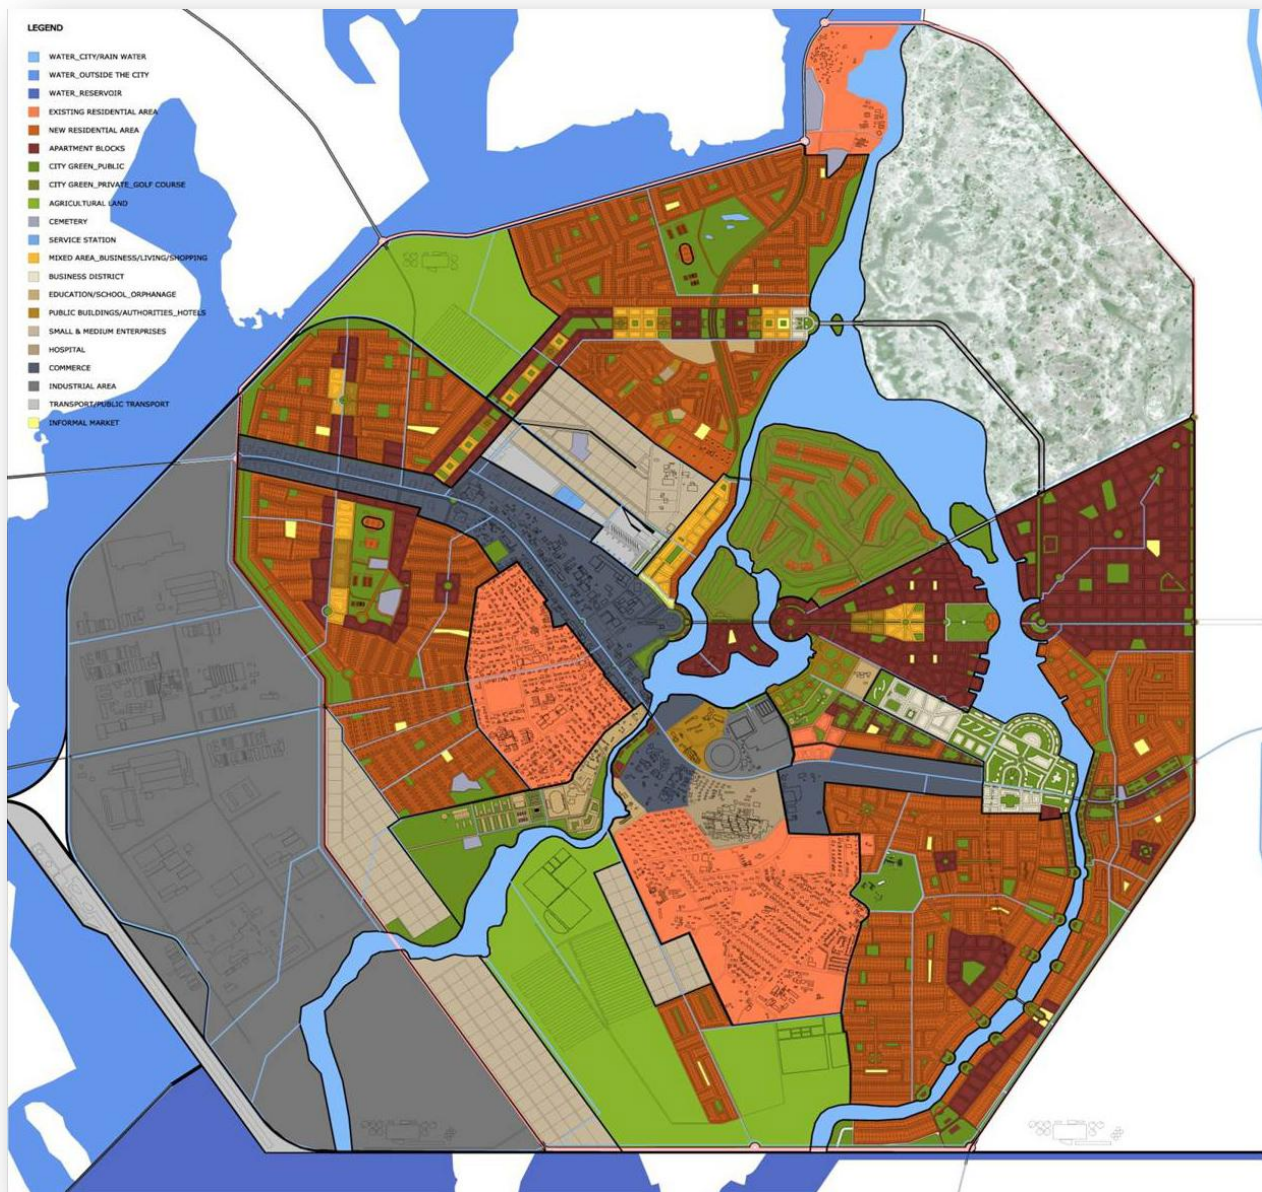 LEGEND
WATER_CITY/RAIN WATER
WATER_OUTSIDE THE CITY
WATER_RESERVOIR
EXISTING RESIDENTIAL AREA
NEW RESIDENTIAL AREA
APARTMENT BLOCKS
CITY GREEN_PUBLIC
CITY GREEN_PRIVATE_GOLF COURSE
AGRICULTURAL LAND
CEMETERY
SERVICE STATION
MIXED AREA_BUSINESS/LIVING/SHOPPING
BUSINESS DISTRICT
EDUCATION/SCHOOL_ORPHANAGE
PUBLIC BUILDINGS/AUTHORITIES_HOTELS
SMALL & MEDIUM ENTERPRISES
HOSPITAL
COMMERCE
INDUSTRIAL AREA
TRANSPORT/PUBLIC TRANSPORT
INFORMAL MARKET